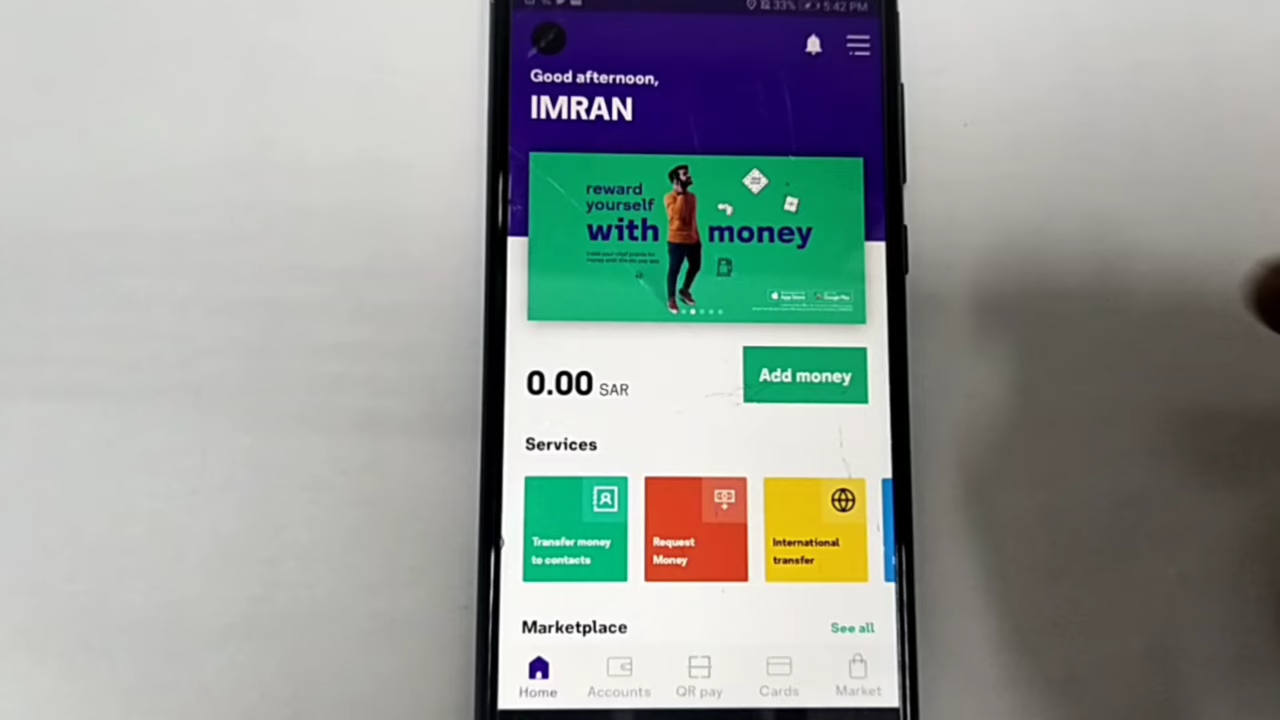 33% 5:42 PM
Good afternoon,
IMRAN
reward
yourself
with money
App Store Google Play
0.00 SAR
Add money
Services
Transfer money
to contacts
Request
Money
International
transfer
Marketplace
See all
Home
Accounts
QR pay
Cards
Market